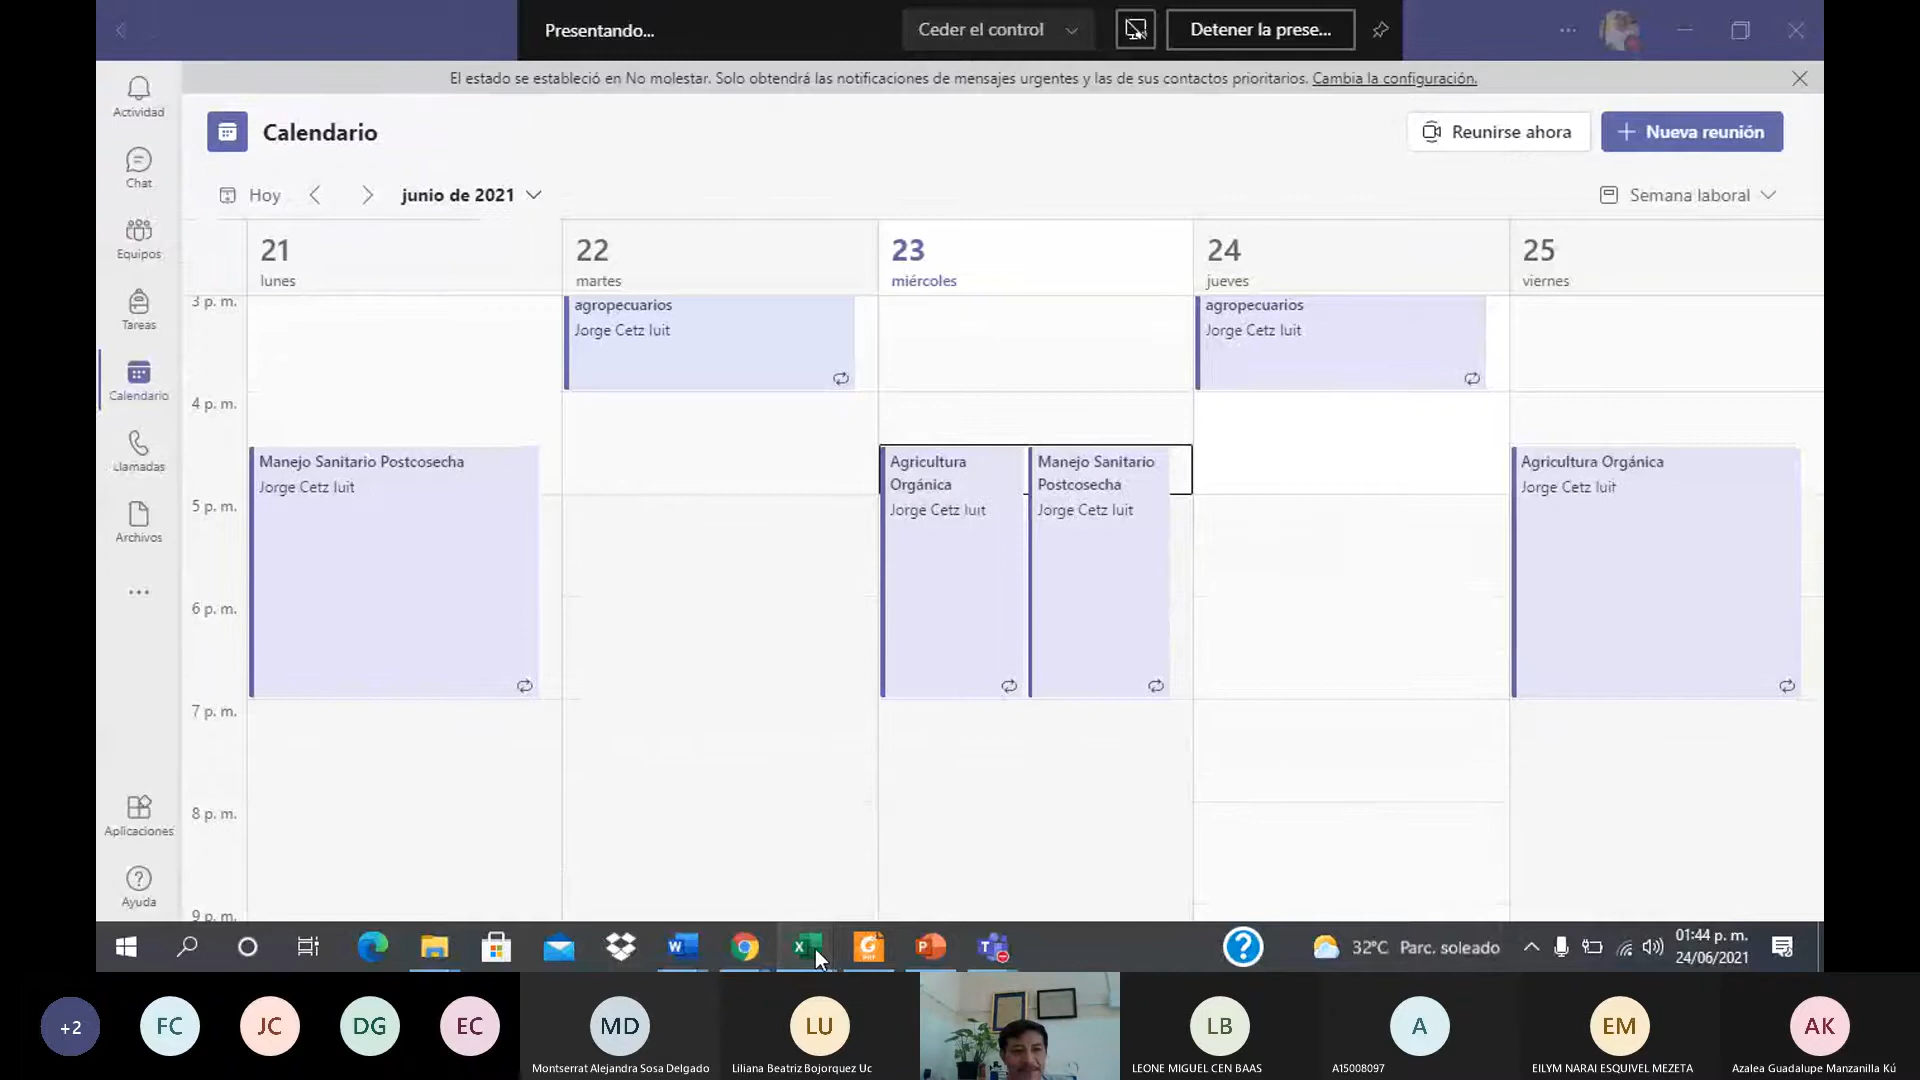 Presentando...
Ceder el control
Detener la prese...
El estado se estableció en No molestar. Solo obtendrá las notificaciones de mensajes urgentes y las de sus contactos prioritarios. Cambia la configuración.
Actividad
Chat
Equipos
Tareas
Calendario
Llamadas
Archivos
Aplicaciones
Ayuda
Calendario
Reunirse ahora
Nueva reunión
Hoy
junio de 2021
Semana laboral
21
lunes
22
martes
23
miércoles
24
jueves
25
viernes
3 p. m.
4 p. m.
5 p. m.
6 p. m.
7 p. m.
8 p. m.
9 p. m.
agropecuarios
Jorge Cetz Iuit
agropecuarios
Jorge Cetz Iuit
Manejo Sanitario Postcosecha
Jorge Cetz Iuit
Agricultura
Orgánica
Jorge Cetz Iuit
Manejo Sanitario
Postcosecha
Jorge Cetz Iuit
Agricultura Orgánica
Jorge Cetz Iuit
32°C Parc. soleado
01:44 p. m.
24/06/2021
+2
FC
JC
DG
EC
MD
Montserrat Alejandra Sosa Delgado
LU
Liliana Beatriz Bojorquez Uc
LB
LEONE MIGUEL CEN BAAS
A
A15008097
EM
EILYM NARAI ESQUIVEL MEZETA
AK
Azalea Guadalupe Manzanilla Kú